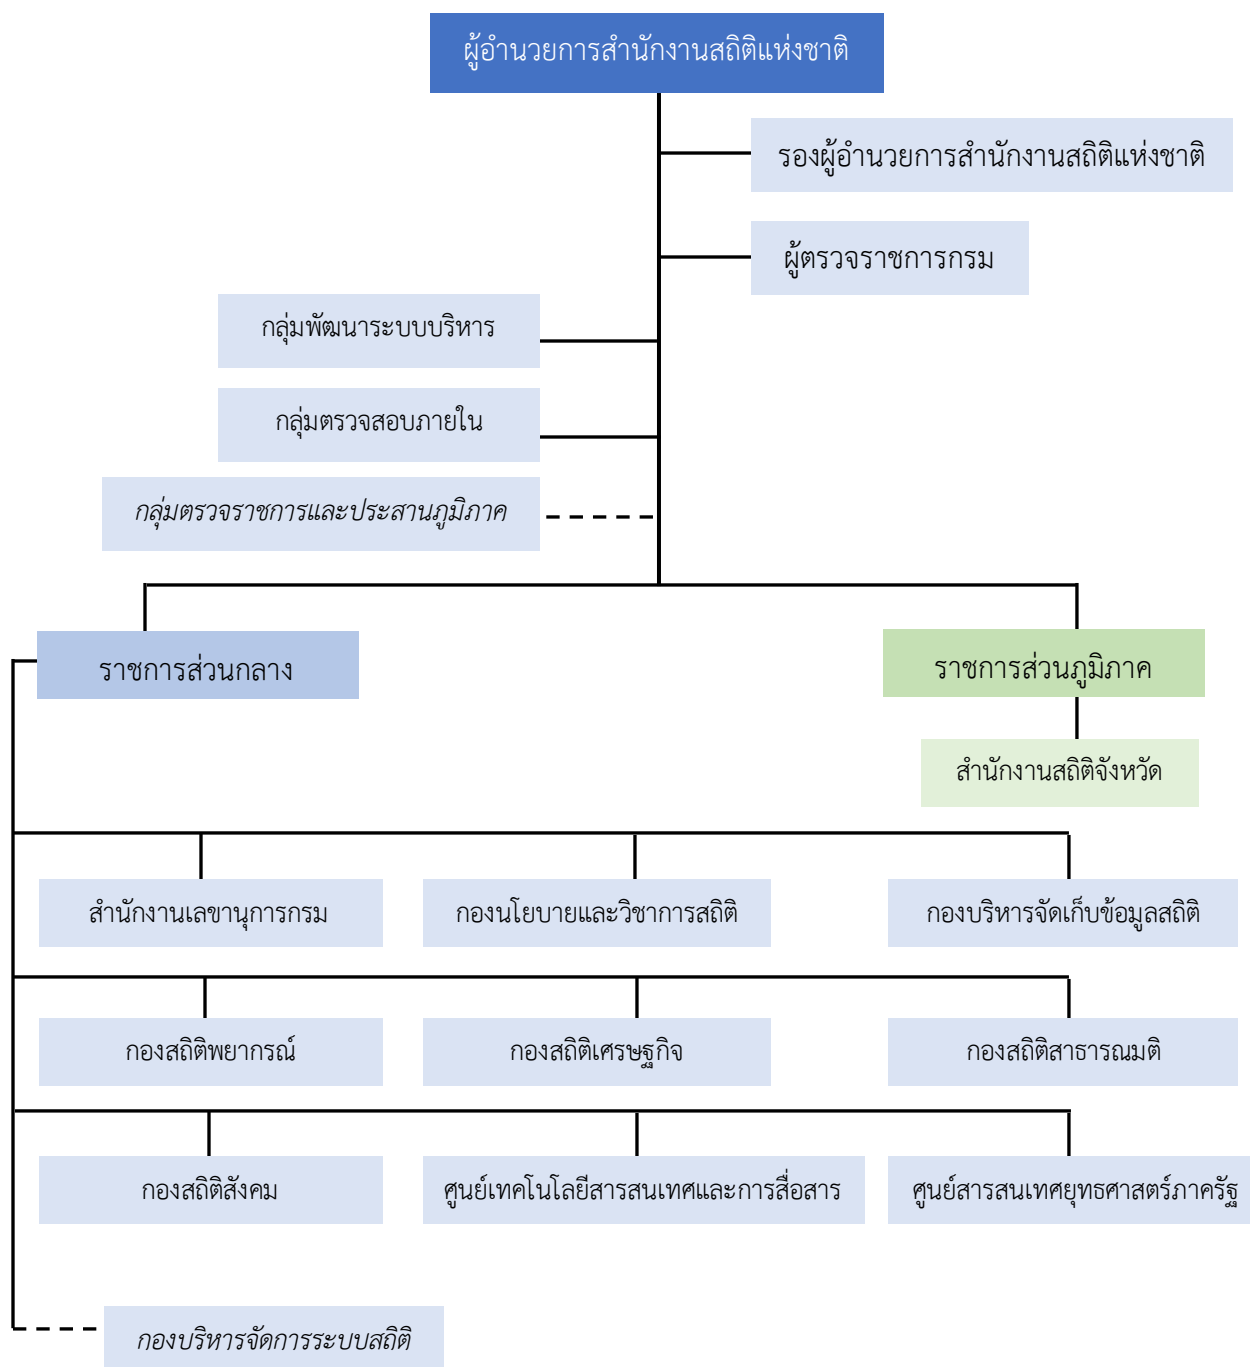 ผู้อำนวยการสำนักงานสถิติแห่งชาติ
รองผู้อำนวยการสำนักงานสถิติแห่งชาติ
ผู้ตรวจราชการกรม
กลุ่มพัฒนาระบบบริหาร
กลุ่มตรวจสอบภายใน
กลุ่มตรวจราชการและประสานภูมิภาค
ราชการส่วนกลาง
ราชการส่วนภูมิภาค
สำนักงานสถิติจังหวัด
สำนักงานเลขานุการกรม
กองนโยบายและวิชาการสถิติ
กองบริหารจัดเก็บข้อมูลสถิติ
กองสถิติพยากรณ์
กองสถิติเศรษฐกิจ
กองสถิติสาธารณมติ
กองสถิติสังคม
ศูนย์เทคโนโลยีสารสนเทศและการสื่อสาร
ศูนย์สารสนเทศยุทธศาสตร์ภาครัฐ
กองบริหารจัดการระบบสถิติ